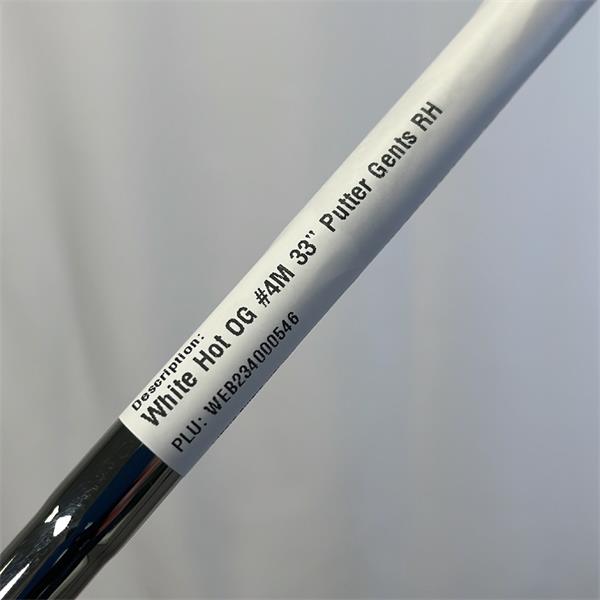 Description:
White Hot OG #4M 33" Putter Gents RH
PLU: WEB234000546